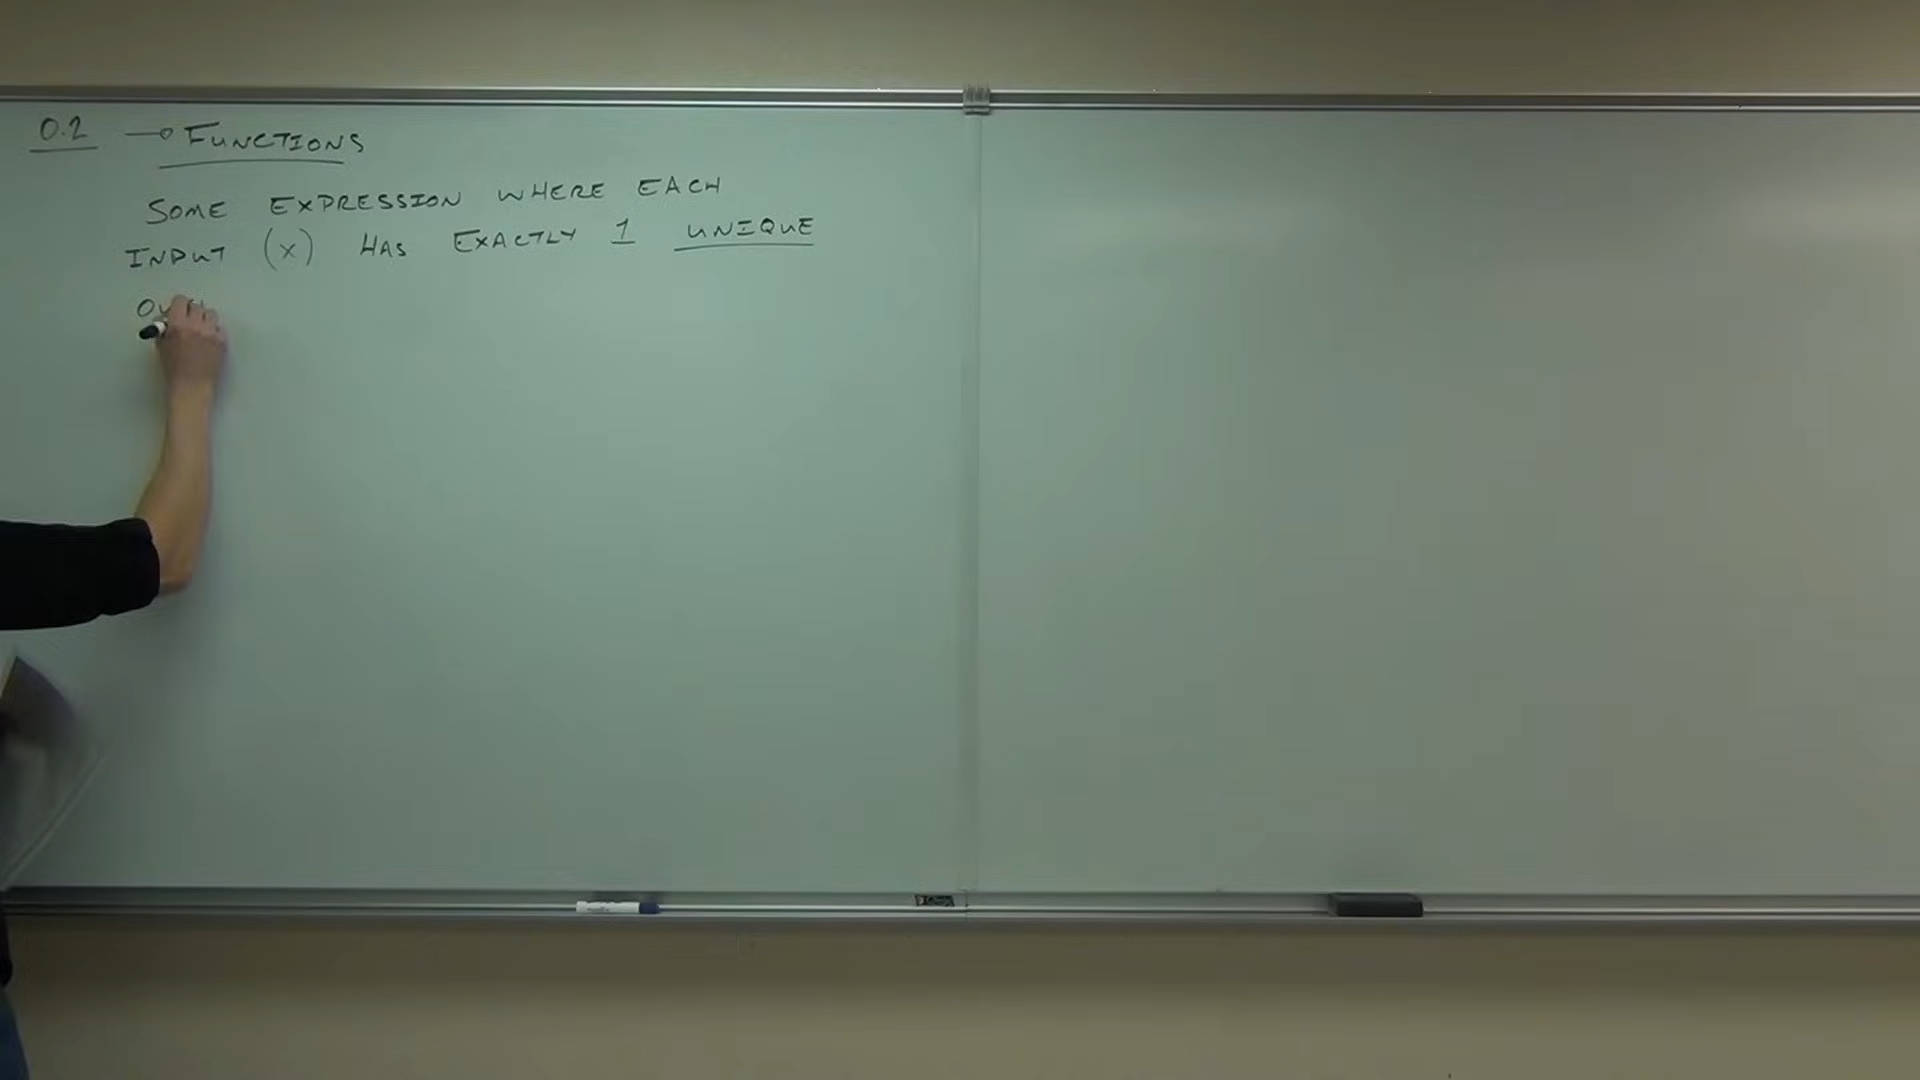 0.2 → FUNCTIONS
SOME EXPRESSION WHERE EACH
INPUT (X) HAS EXACTLY 1 UNIQUE